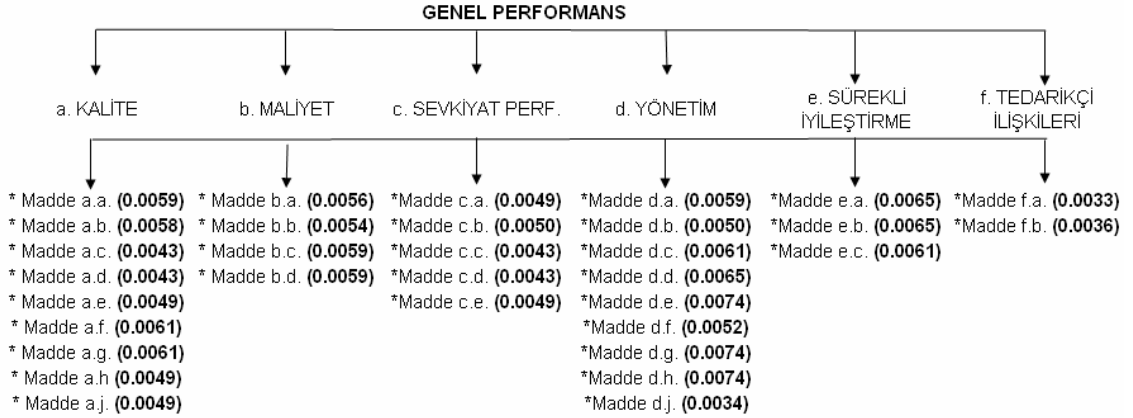 GENEL PERFORMANS
a. KALİTE
b. MALİYET
c. SEVKİYAT PERF.
d. YÖNETİM
e. SÜREKLİ
İYİLEŞTİRME
f. TEDARİKÇİ
İLİŞKİLERİ
* Madde a.a. (0.0059)
* Madde a.b. (0.0058)
* Madde a.c. (0.0043)
* Madde a.d. (0.0043)
* Madde a.e. (0.0049)
* Madde a.f. (0.0061)
* Madde a.g. (0.0061)
* Madde a.h (0.0049)
* Madde a.j. (0.0049)
* Madde b.a. (0.0056)
* Madde b.b. (0.0054)
* Madde b.c. (0.0059)
* Madde b.d. (0.0059)
*Madde c.a. (0.0049)
*Madde c.b. (0.0050)
*Madde c.c. (0.0043)
*Madde c.d. (0.0043)
*Madde c.e. (0.0049)
*Madde d.a. (0.0059)
*Madde d.b. (0.0050)
*Madde d.c. (0.0061)
*Madde d.d. (0.0065)
*Madde d.e. (0.0074)
*Madde d.f. (0.0052)
*Madde d.g. (0.0074)
*Madde d.h. (0.0074)
*Madde d.j. (0.0034)
*Madde e.a. (0.0065)
*Madde e.b. (0.0065)
*Madde e.c. (0.0061)
*Madde f.a. (0.0033)
*Madde f.b. (0.0036)